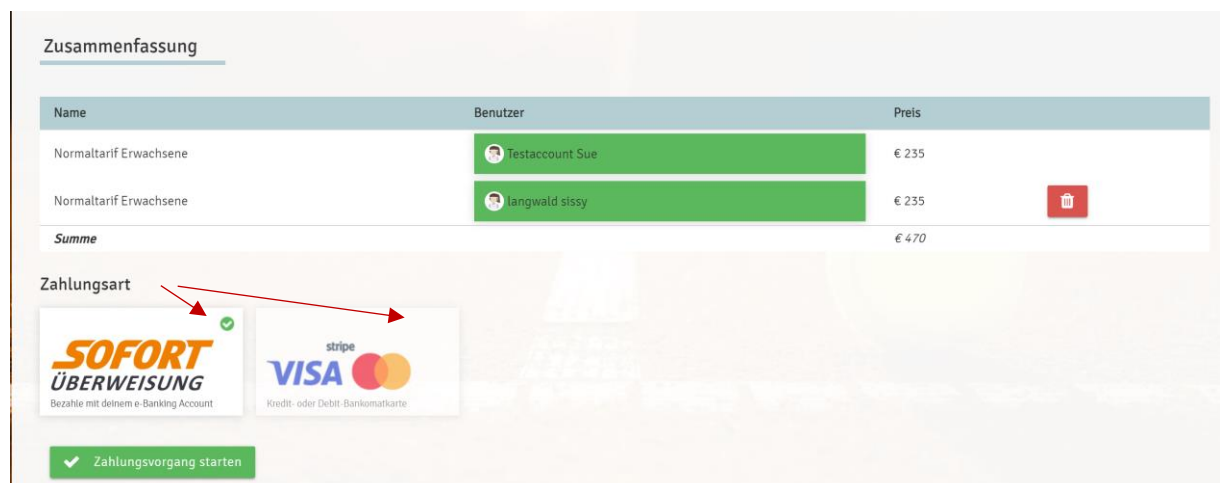 Zusammenfassung
Name Benutzer Preis
Normaltarif Erwachsene Testaccount Sue € 235
Normaltarif Erwachsene langwald sissy € 235
Summe € 470
Zahlungsart
SOFORT
ÜBERWEISUNG
Bezahle mit deinem e-Banking Account
stripe
VISA
Kredit- oder Debit-Bankomatkarte
Zahlungsvorgang starten